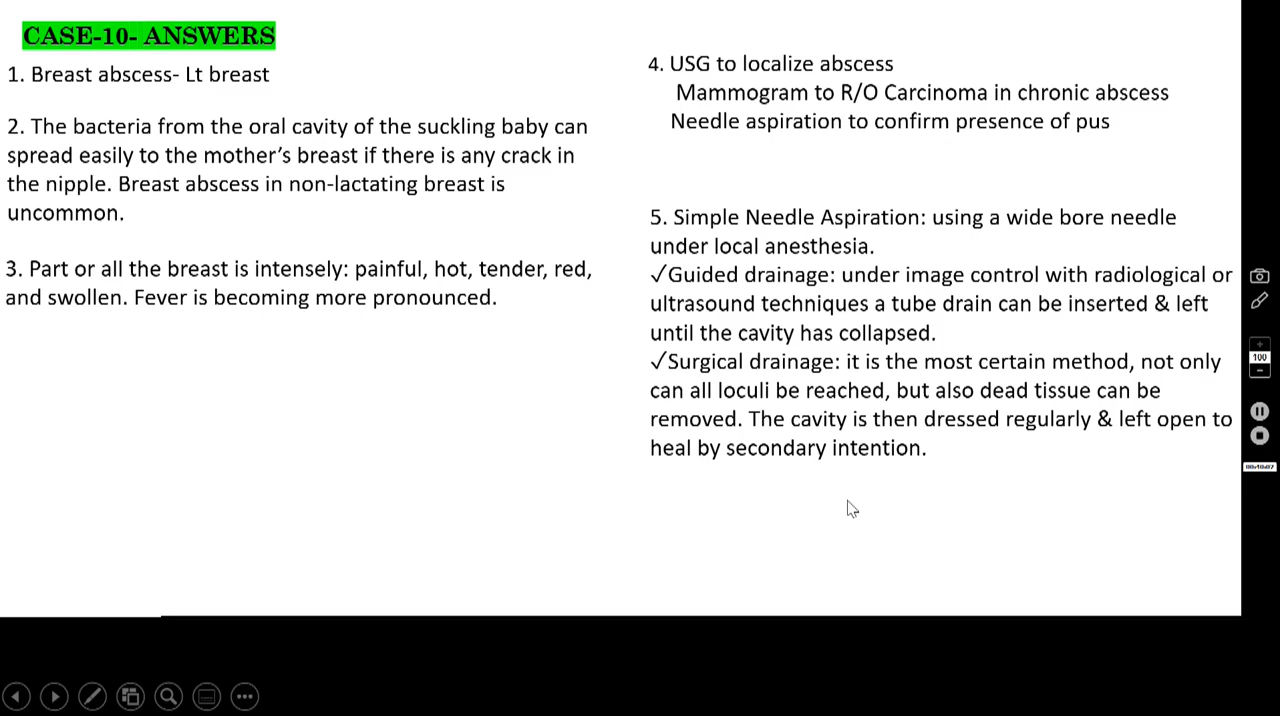 CASE-10- ANSWERS
1. Breast abscess- Lt breast
2. The bacteria from the oral cavity of the suckling baby can
spread easily to the mother’s breast if there is any crack in
the nipple. Breast abscess in non-lactating breast is
uncommon.
3. Part or all the breast is intensely: painful, hot, tender, red,
and swollen. Fever is becoming more pronounced.
4. USG to localize abscess
Mammogram to R/O Carcinoma in chronic abscess
Needle aspiration to confirm presence of pus
5. Simple Needle Aspiration: using a wide bore needle
under local anesthesia.
✓Guided drainage: under image control with radiological or
ultrasound techniques a tube drain can be inserted & left
until the cavity has collapsed.
✓Surgical drainage: it is the most certain method, not only
can all loculi be reached, but also dead tissue can be
removed. The cavity is then dressed regularly & left open to
heal by secondary intention.
100